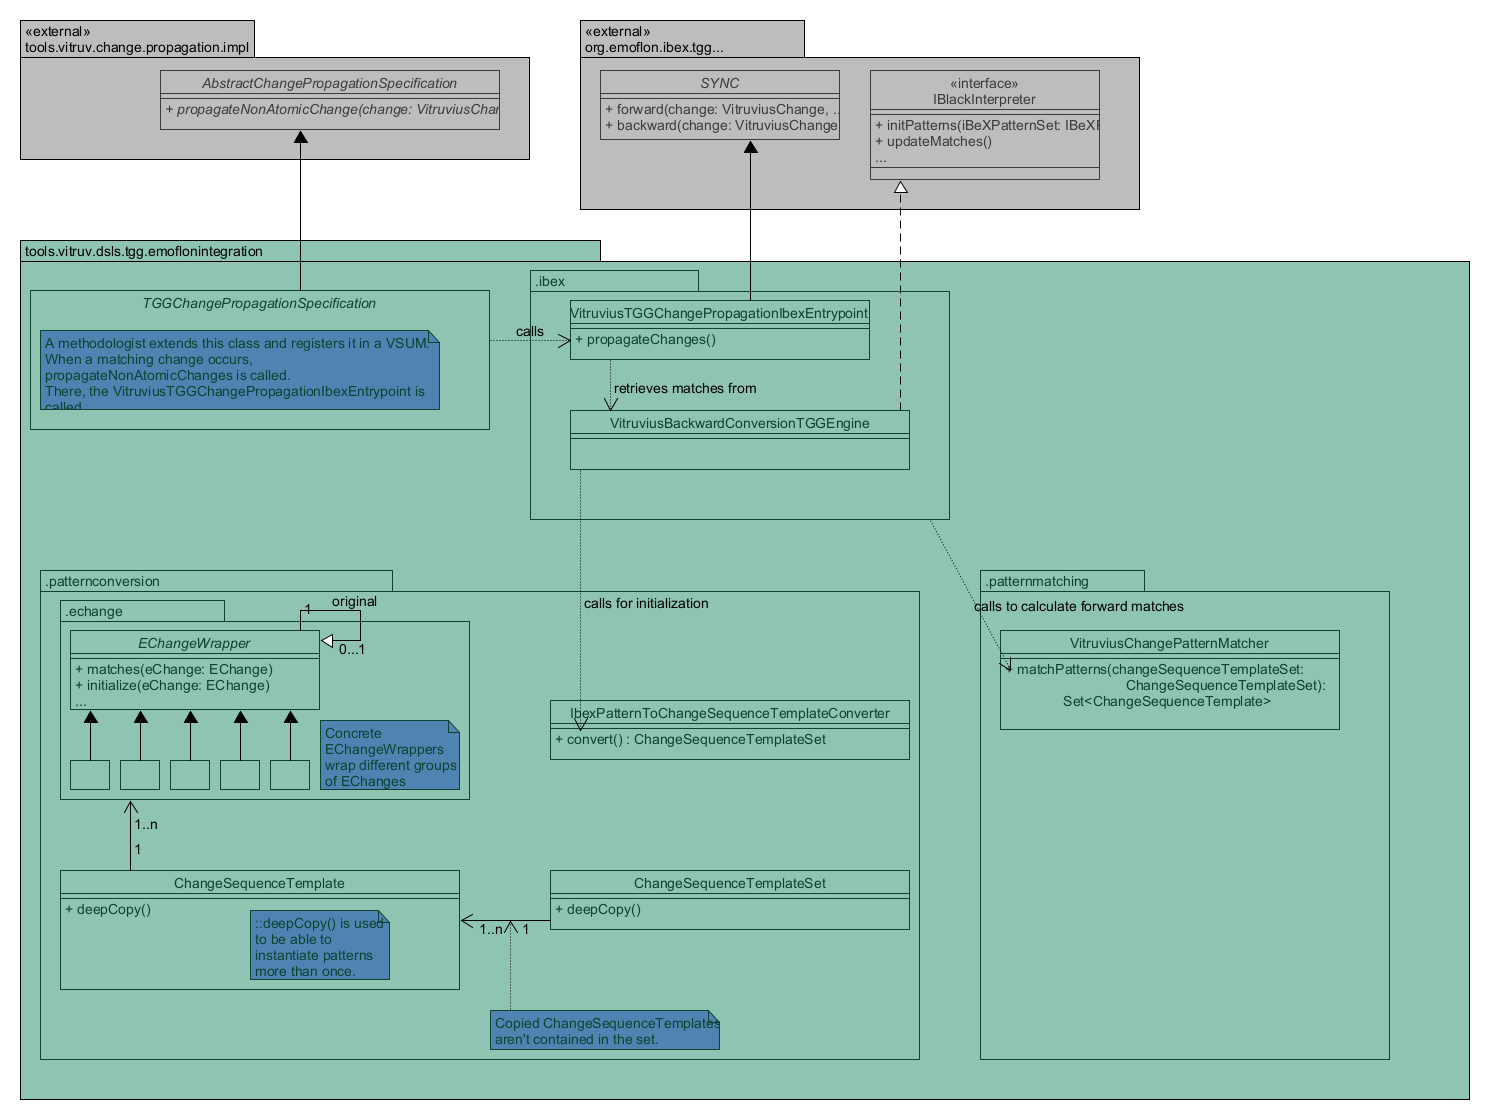 «external»
tools.vitruv.change.propagation.impl
AbstractChangePropagationSpecification
+ propagateNonAtomicChange(change: VitruviusChar
«external»
org.emoflon.ibex.tgg...
SYNC
+ forward(change: VitruviusChange, ..
+ backward(change: VitruviusChange
«interface»
IBlackInterpreter
+ initPatterns(iBeXPatternSet: IBeXP
+ updateMatches()
...
tools.vitruv.dsls.tgg.emoflonintegration
TGGChangePropagationSpecification
A methodologist extends this class and registers it in a VSUM.
When a matching change occurs,
propagateNonAtomicChanges is called.
There, the VitruviusTGGChangePropagationIbexEntrypoint is
called
calls
.ibex
VitruviusTGGChangePropagationIbexEntrypoint
+ propagateChanges()
retrieves matches from
VitruviusBackwardConversionTGGEngine
calls for initialization
calls to calculate forward matches
.patternconversion
.echange
EChangeWrapper
+ matches(eChange: EChange)
+ initialize(eChange: EChange)
...
1
original
0...1
Concrete
EChangeWrappers
wrap different groups
of EChanges
IbexPatternToChangeSequenceTemplateConverter
+ convert() : ChangeSequenceTemplateSet
.patternmatching
VitruviusChangePatternMatcher
+ matchPatterns(changeSequenceTemplateSet:
ChangeSequenceTemplateSet):
Set<ChangeSequenceTemplate>
1..n
1
ChangeSequenceTemplate
+ deepCopy()
::deepCopy() is used
to be able to
instantiate patterns
more than once.
1..n
1
ChangeSequenceTemplateSet
+ deepCopy()
Copied ChangeSequenceTemplates
aren't contained in the set.